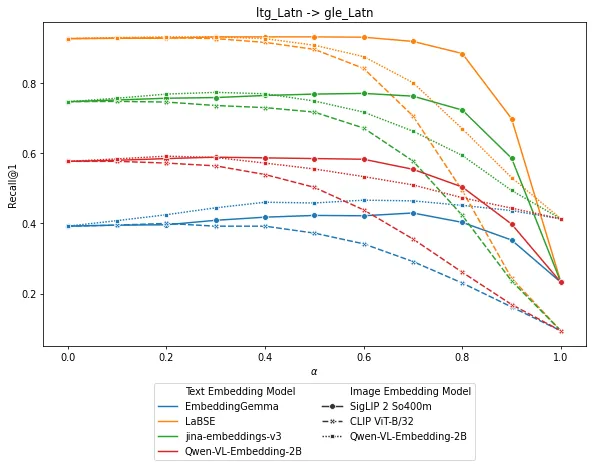 ltg_Latn -> gle_Latn
Recall@1
0.8
0.6
0.4
0.2
0.0 0.2 0.4 0.6 0.8 1.0
α
Text Embedding Model Image Embedding Model
EmbeddingGemma SigLIP 2 So400m
LaBSE CLIP ViT-B/32
jina-embeddings-v3 Qwen-VL-Embedding-2B
Qwen-VL-Embedding-2B